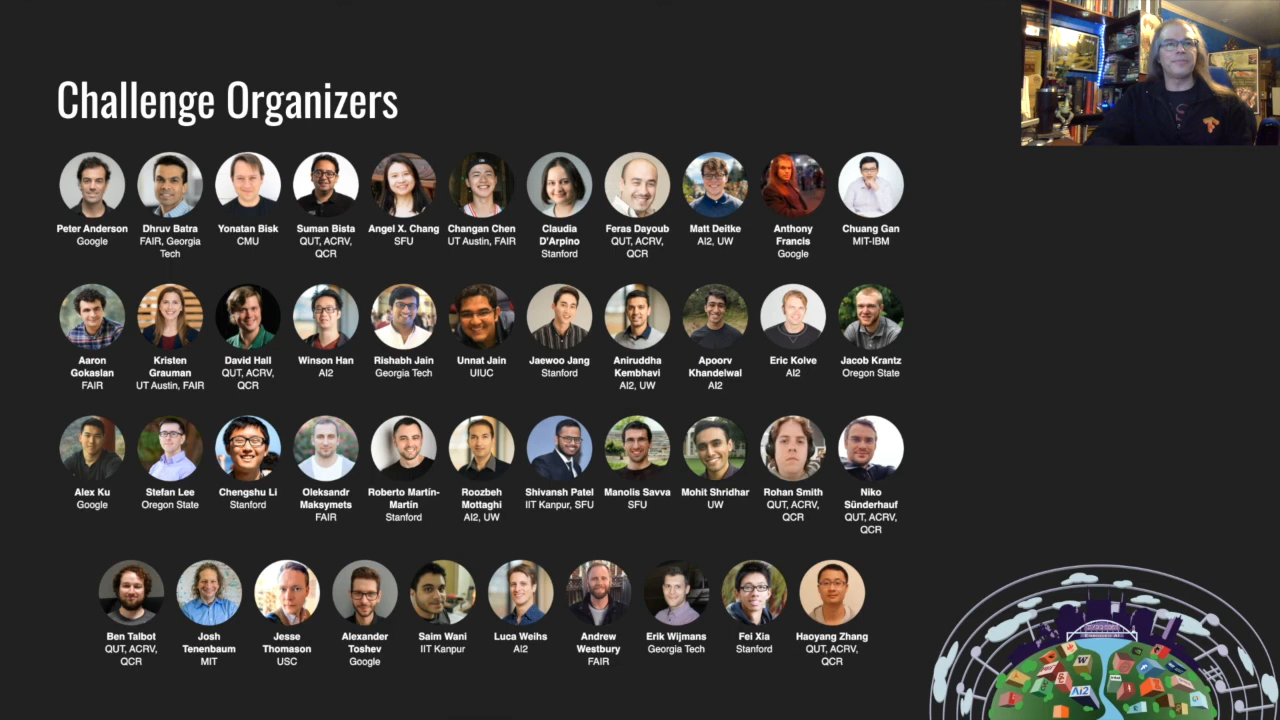 Challenge Organizers
Peter Anderson
Google
Dhruv Batra
FAIR, Georgia
Tech
Yonatan Bisk
CMU
Suman Bista
QUT, ACRV,
QCR
Angel X. Chang
SFU
Changan Chen
UT Austin, FAIR
Claudia
D'Arpino
Stanford
Feras Dayoub
QUT, ACRV,
QCR
Matt Deitke
AI2, UW
Anthony
Francis
Google
Chuang Gan
MIT-IBM
Aaron
Gokaslan
FAIR
Kristen
Grauman
UT Austin, FAIR
David Hall
QUT, ACRV,
QCR
Winson Han
AI2
Rishabh Jain
Georgia Tech
Unnat Jain
UIUC
Jaewoo Jang
Stanford
Aniruddha
Kembhavi
AI2, UW
Apoorv
Khandelwal
AI2
Eric Kolve
AI2
Jacob Krantz
Oregon State
Alex Ku
Google
Stefan Lee
Oregon State
Chengshu Li
Stanford
Oleksandr
Maksymets
FAIR
Roberto Martín-
Martín
Stanford
Roozbeh
Mottaghi
AI2, UW
Shivansh Patel
IIT Kanpur, SFU
Manolis Savva
SFU
Mohit Shridhar
UW
Rohan Smith
QUT, ACRV,
QCR
Niko
Sünderhauf
QUT, ACRV,
QCR
Ben Talbot
QUT, ACRV,
QCR
Josh
Tenenbaum
MIT
Jesse
Thomason
USC
Alexander
Toshev
Google
Saim Wani
IIT Kanpur
Luca Weihs
AI2
Andrew
Westbury
FAIR
Erik Wijmans
Georgia Tech
Fei Xia
Stanford
Haoyang Zhang
QUT, ACRV,
QCR
AI2